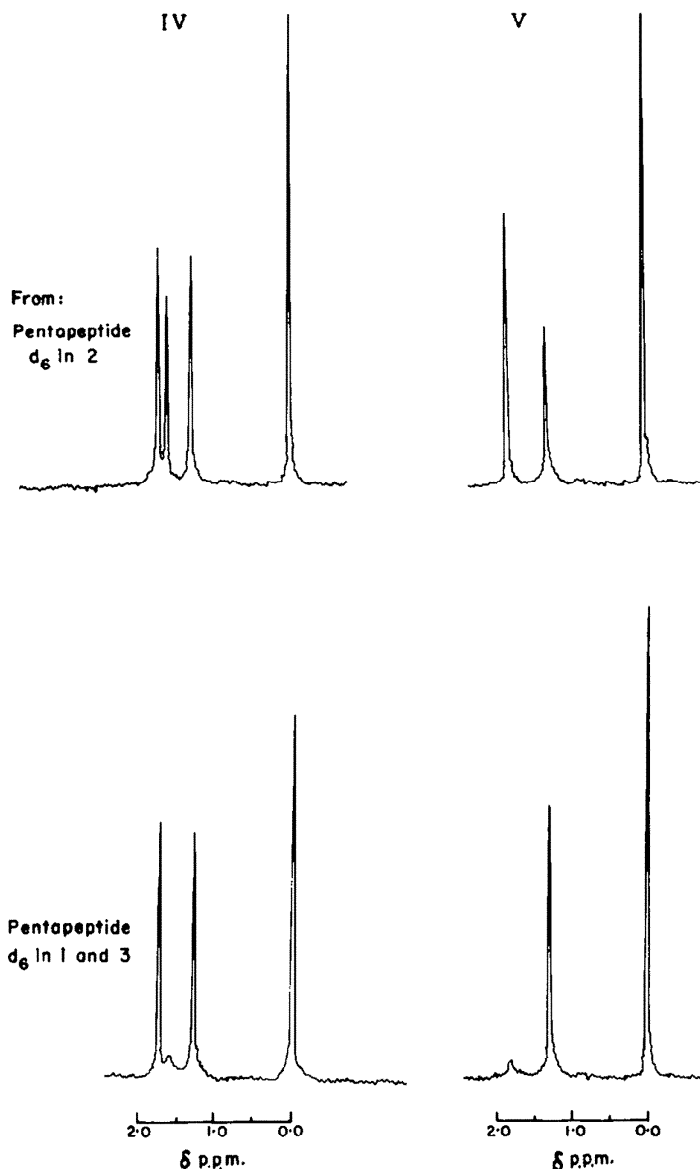 IV V
From:
Pentapeptide
d6 In 2
Pentapeptide
d6 In 1 and 3
2·0 1·0 0·0 2·0 1·0 0·0
δ p.p.m. δ p.p.m.